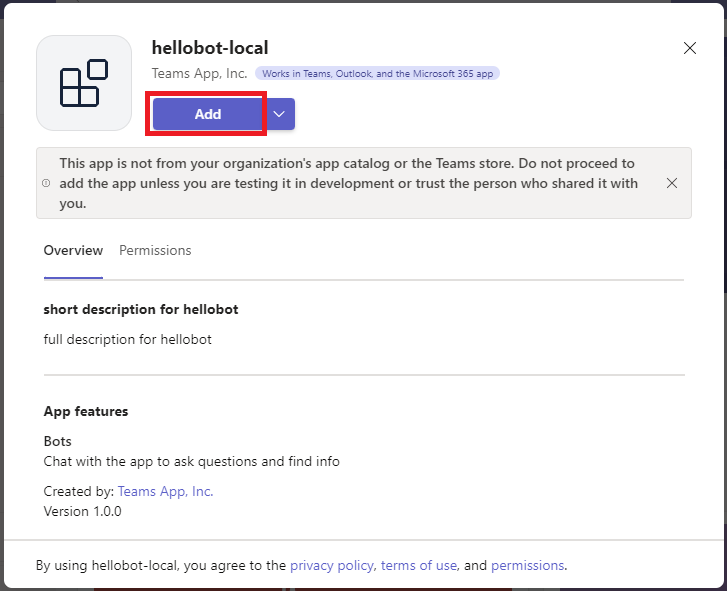 hellobot-local
Teams App, Inc. Works in Teams, Outlook, and the Microsoft 365 app
Add
This app is not from your organization's app catalog or the Teams store. Do not proceed to
add the app unless you are testing it in development or trust the person who shared it with
you.
Overview Permissions
short description for hellobot
full description for hellobot
App features
Bots
Chat with the app to ask questions and find info
Created by: Teams App, Inc.
Version 1.0.0
By using hellobot-local, you agree to the privacy policy, terms of use, and permissions.